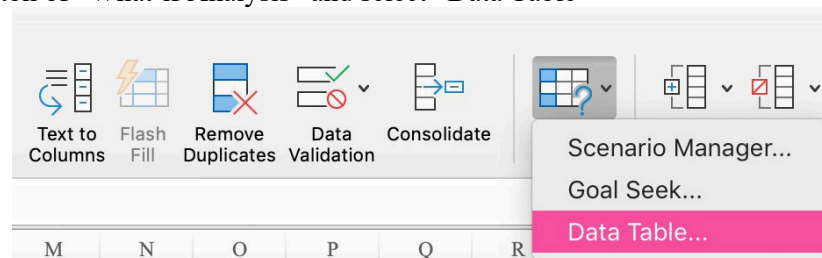 "What-if Analysis" and select "Data Table"
Text to Columns
Flash Fill
Remove Duplicates
Data Validation
Consolidate
Scenario Manager...
Goal Seek...
Data Table...
M N O P Q R